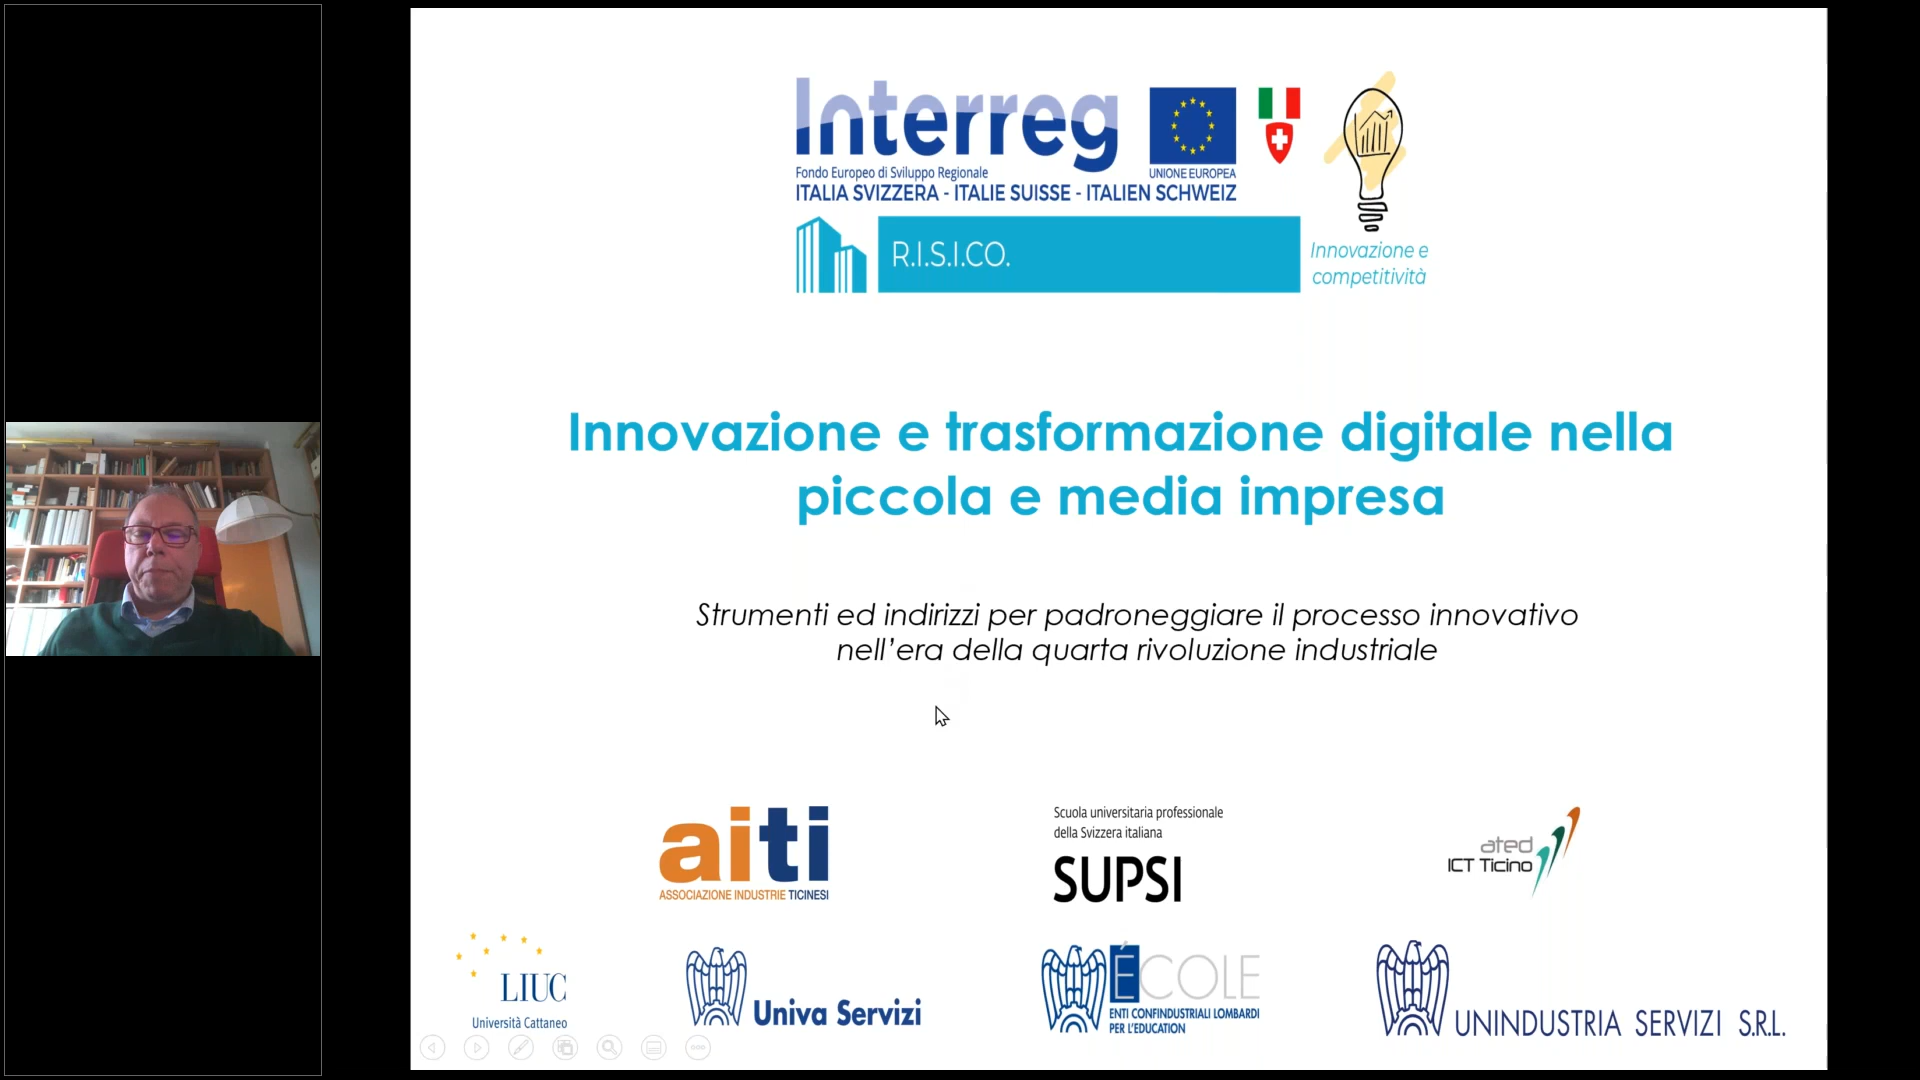 Interreg
Fondo Europeo di Sviluppo Regionale
UNIONE EUROPEA
ITALIA SVIZZERA - ITALIE SUISSE - ITALIEN SCHWEIZ
R.I.S.I.CO.
Innovazione e
competitività
Innovazione e trasformazione digitale nella
piccola e media impresa
Strumenti ed indirizzi per padroneggiare il processo innovativo
nell’era della quarta rivoluzione industriale
aiti
ASSOCIAZIONE INDUSTRIE TICINESI
Scuola universitaria professionale
della Svizzera italiana
SUPSI
ated
ICT Ticino
LIUC
Università Cattaneo
Univa Servizi
ÉCOLE
ENTI CONFINDUSTRIALI LOMBARDI
PER L'EDUCATION
UNINDUSTRIA SERVIZI S.R.L.